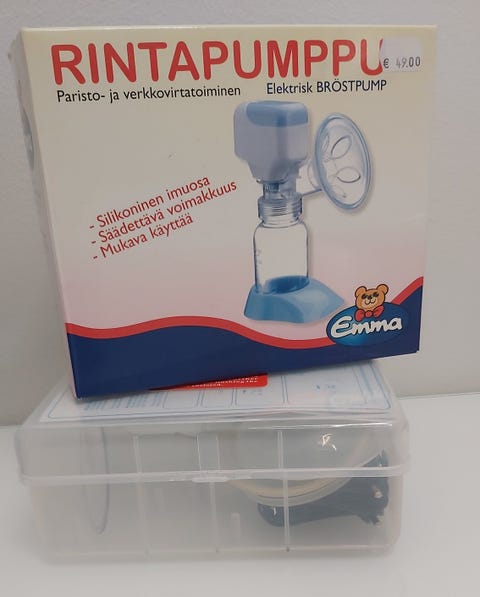 RINTAPUMPPU
€ 49.00
Paristo- ja verkkovirtatoiminen
Elektrisk BRÖSTPUMP
- Silikoninen imuosa
- Säädettävä voimakkuus
- Mukava käyttää
Emma